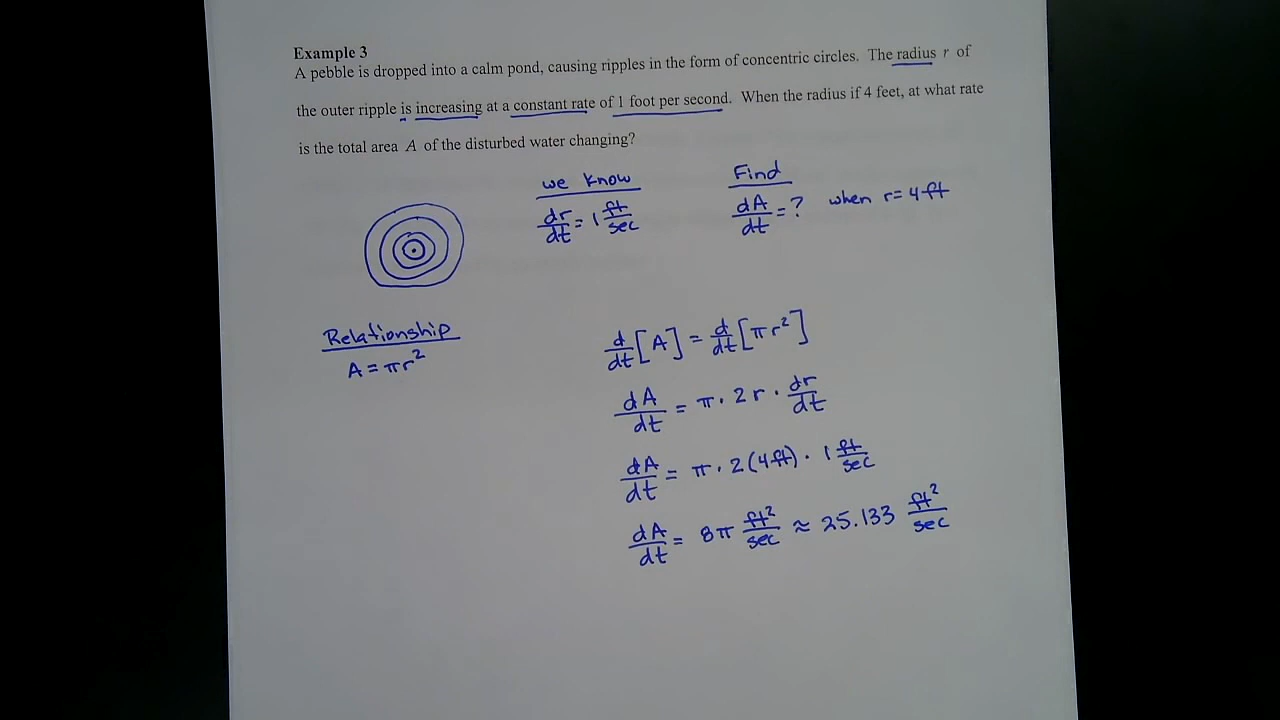 Example 3
A pebble is dropped into a calm pond, causing ripples in the form of concentric circles. The radius r of
the outer ripple is increasing at a constant rate of 1 foot per second. When the radius if 4 feet, at what rate
is the total area A of the disturbed water changing?
we know
dr/dt = 1 ft/sec
Find
dA/dt = ? when r = 4 ft
Relationship
A = πr²
d/dt [A] = d/dt [πr²]
dA/dt = π · 2r · dr/dt
dA/dt = π · 2(4ft) · 1 ft/sec
dA/dt = 8π ft²/sec ≈ 25.133 ft²/sec